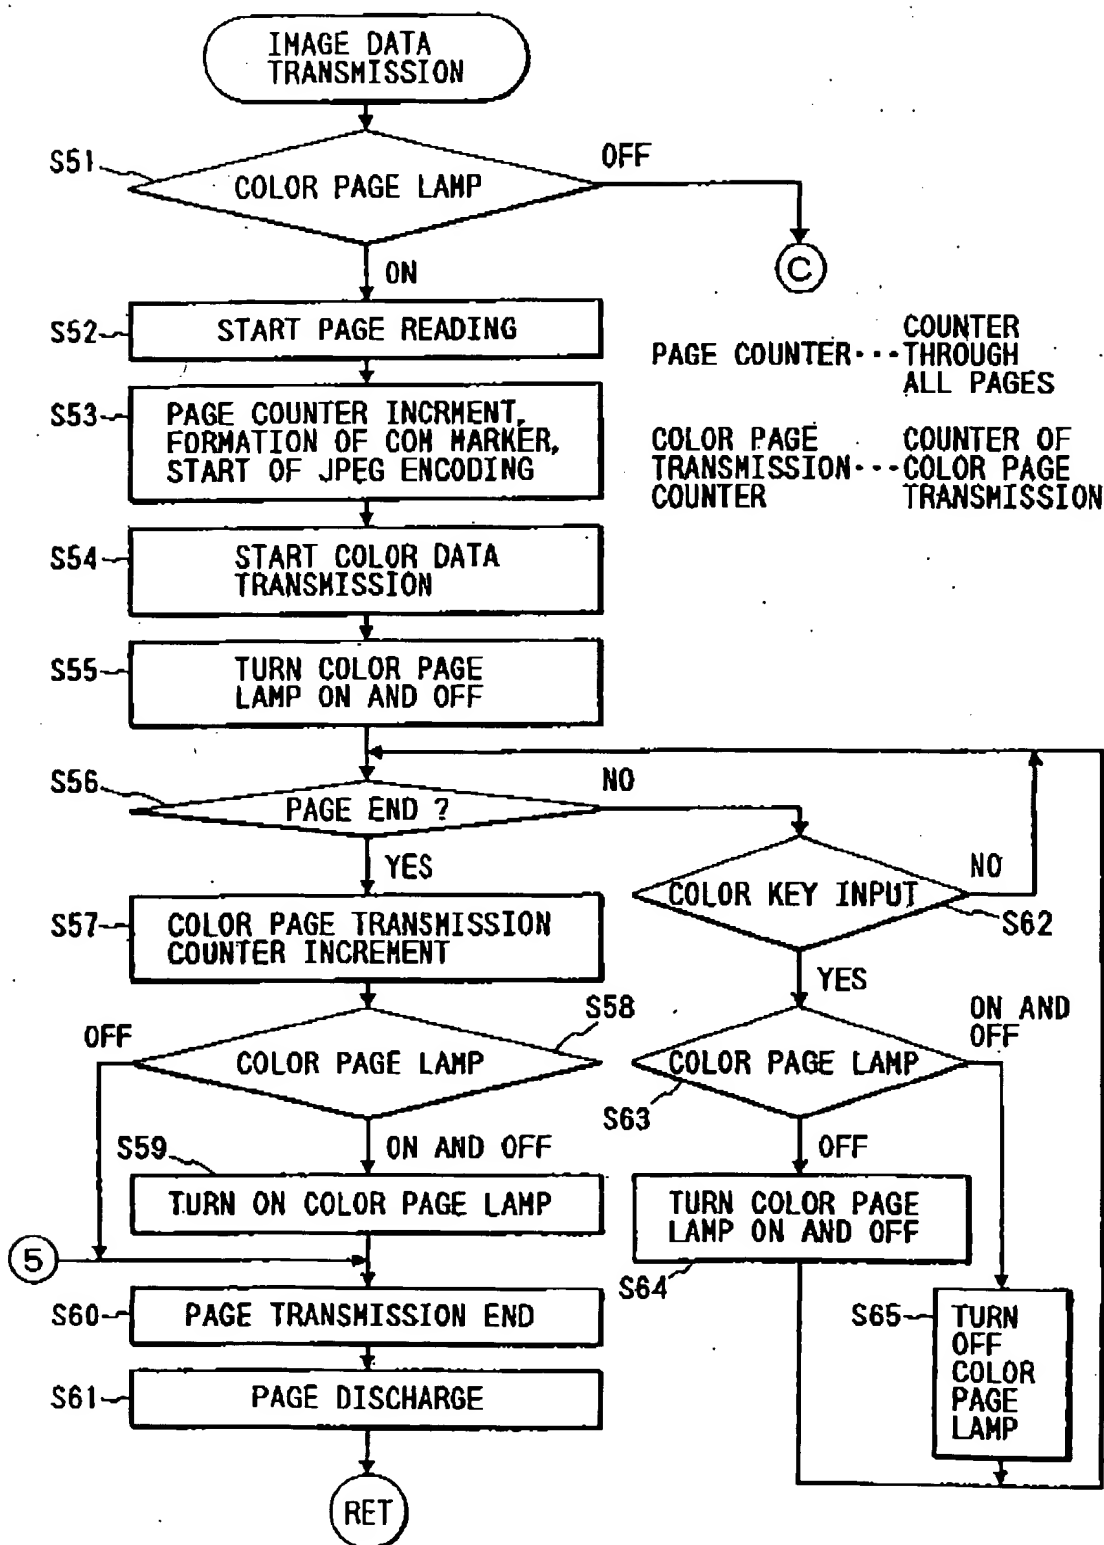 IMAGE DATA
TRANSMISSION
S51
COLOR PAGE LAMP
OFF
C
ON
S52
START PAGE READING
PAGE COUNTER···
COUNTER
THROUGH
ALL PAGES
S53
PAGE COUNTER INCRMENT,
FORMATION OF COM MARKER,
START OF JPEG ENCODING
COLOR PAGE
TRANSMISSION···
COUNTER
COUNTER OF
COLOR PAGE
TRANSMISSION
S54
START COLOR DATA
TRANSMISSION
S55
TURN COLOR PAGE
LAMP ON AND OFF
S56
PAGE END ?
NO
YES
COLOR KEY INPUT
NO
S62
S57
COLOR PAGE TRANSMISSION
COUNTER INCREMENT
YES
S58
OFF
COLOR PAGE LAMP
COLOR PAGE LAMP
ON AND
OFF
S63
S59
ON AND OFF
OFF
TURN ON COLOR PAGE LAMP
TURN COLOR PAGE
LAMP ON AND OFF
5
S64
S60
PAGE TRANSMISSION END
S65
TURN
OFF
COLOR
PAGE
LAMP
S61
PAGE DISCHARGE
RET